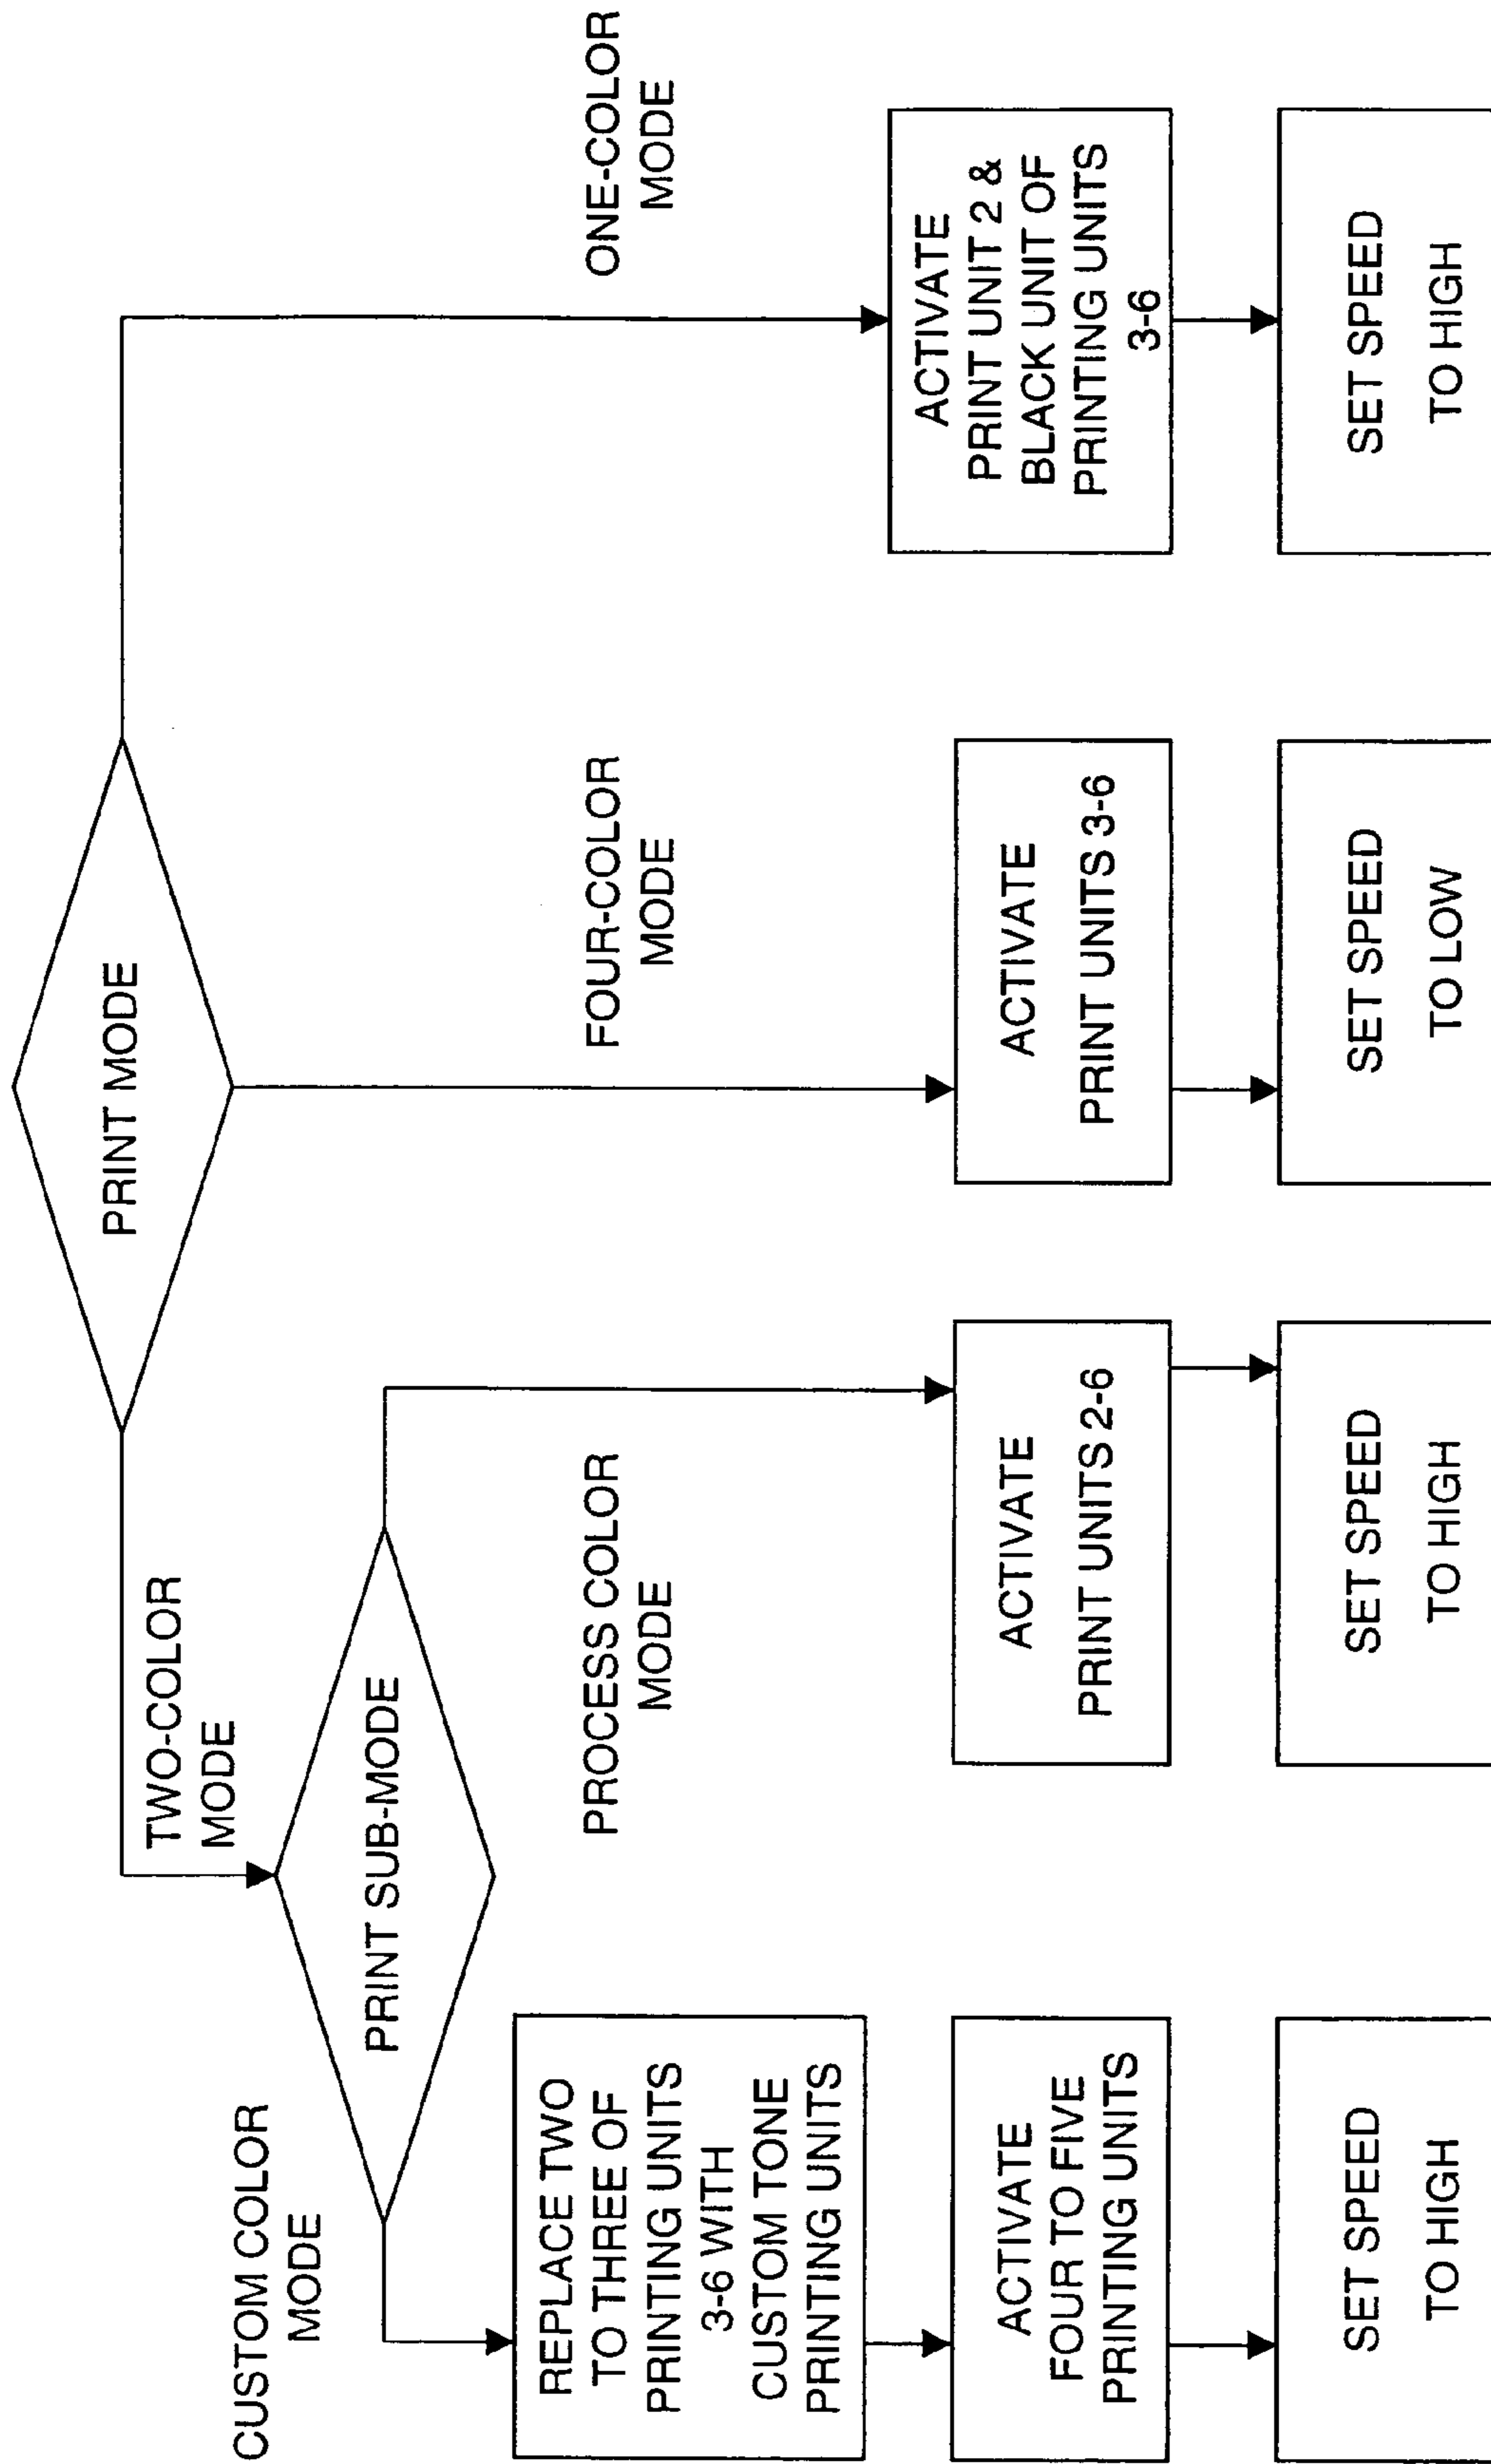 PRINT MODE
TWO-COLOR
MODE
PRINT SUB-MODE
CUSTOM COLOR
MODE
REPLACE TWO
TO THREE OF
PRINTING UNITS
3-6 WITH
CUSTOM TONE
PRINTING UNITS
ACTIVATE
FOUR TO FIVE
PRINTING UNITS
SET SPEED
TO HIGH
PROCESS COLOR
MODE
ACTIVATE
PRINT UNITS 2-6
SET SPEED
TO HIGH
FOUR-COLOR
MODE
ACTIVATE
PRINT UNITS 3-6
SET SPEED
TO LOW
ONE-COLOR
MODE
ACTIVATE
PRINT UNIT 2 &
BLACK UNIT OF
PRINTING UNITS
3-6
SET SPEED
TO HIGH